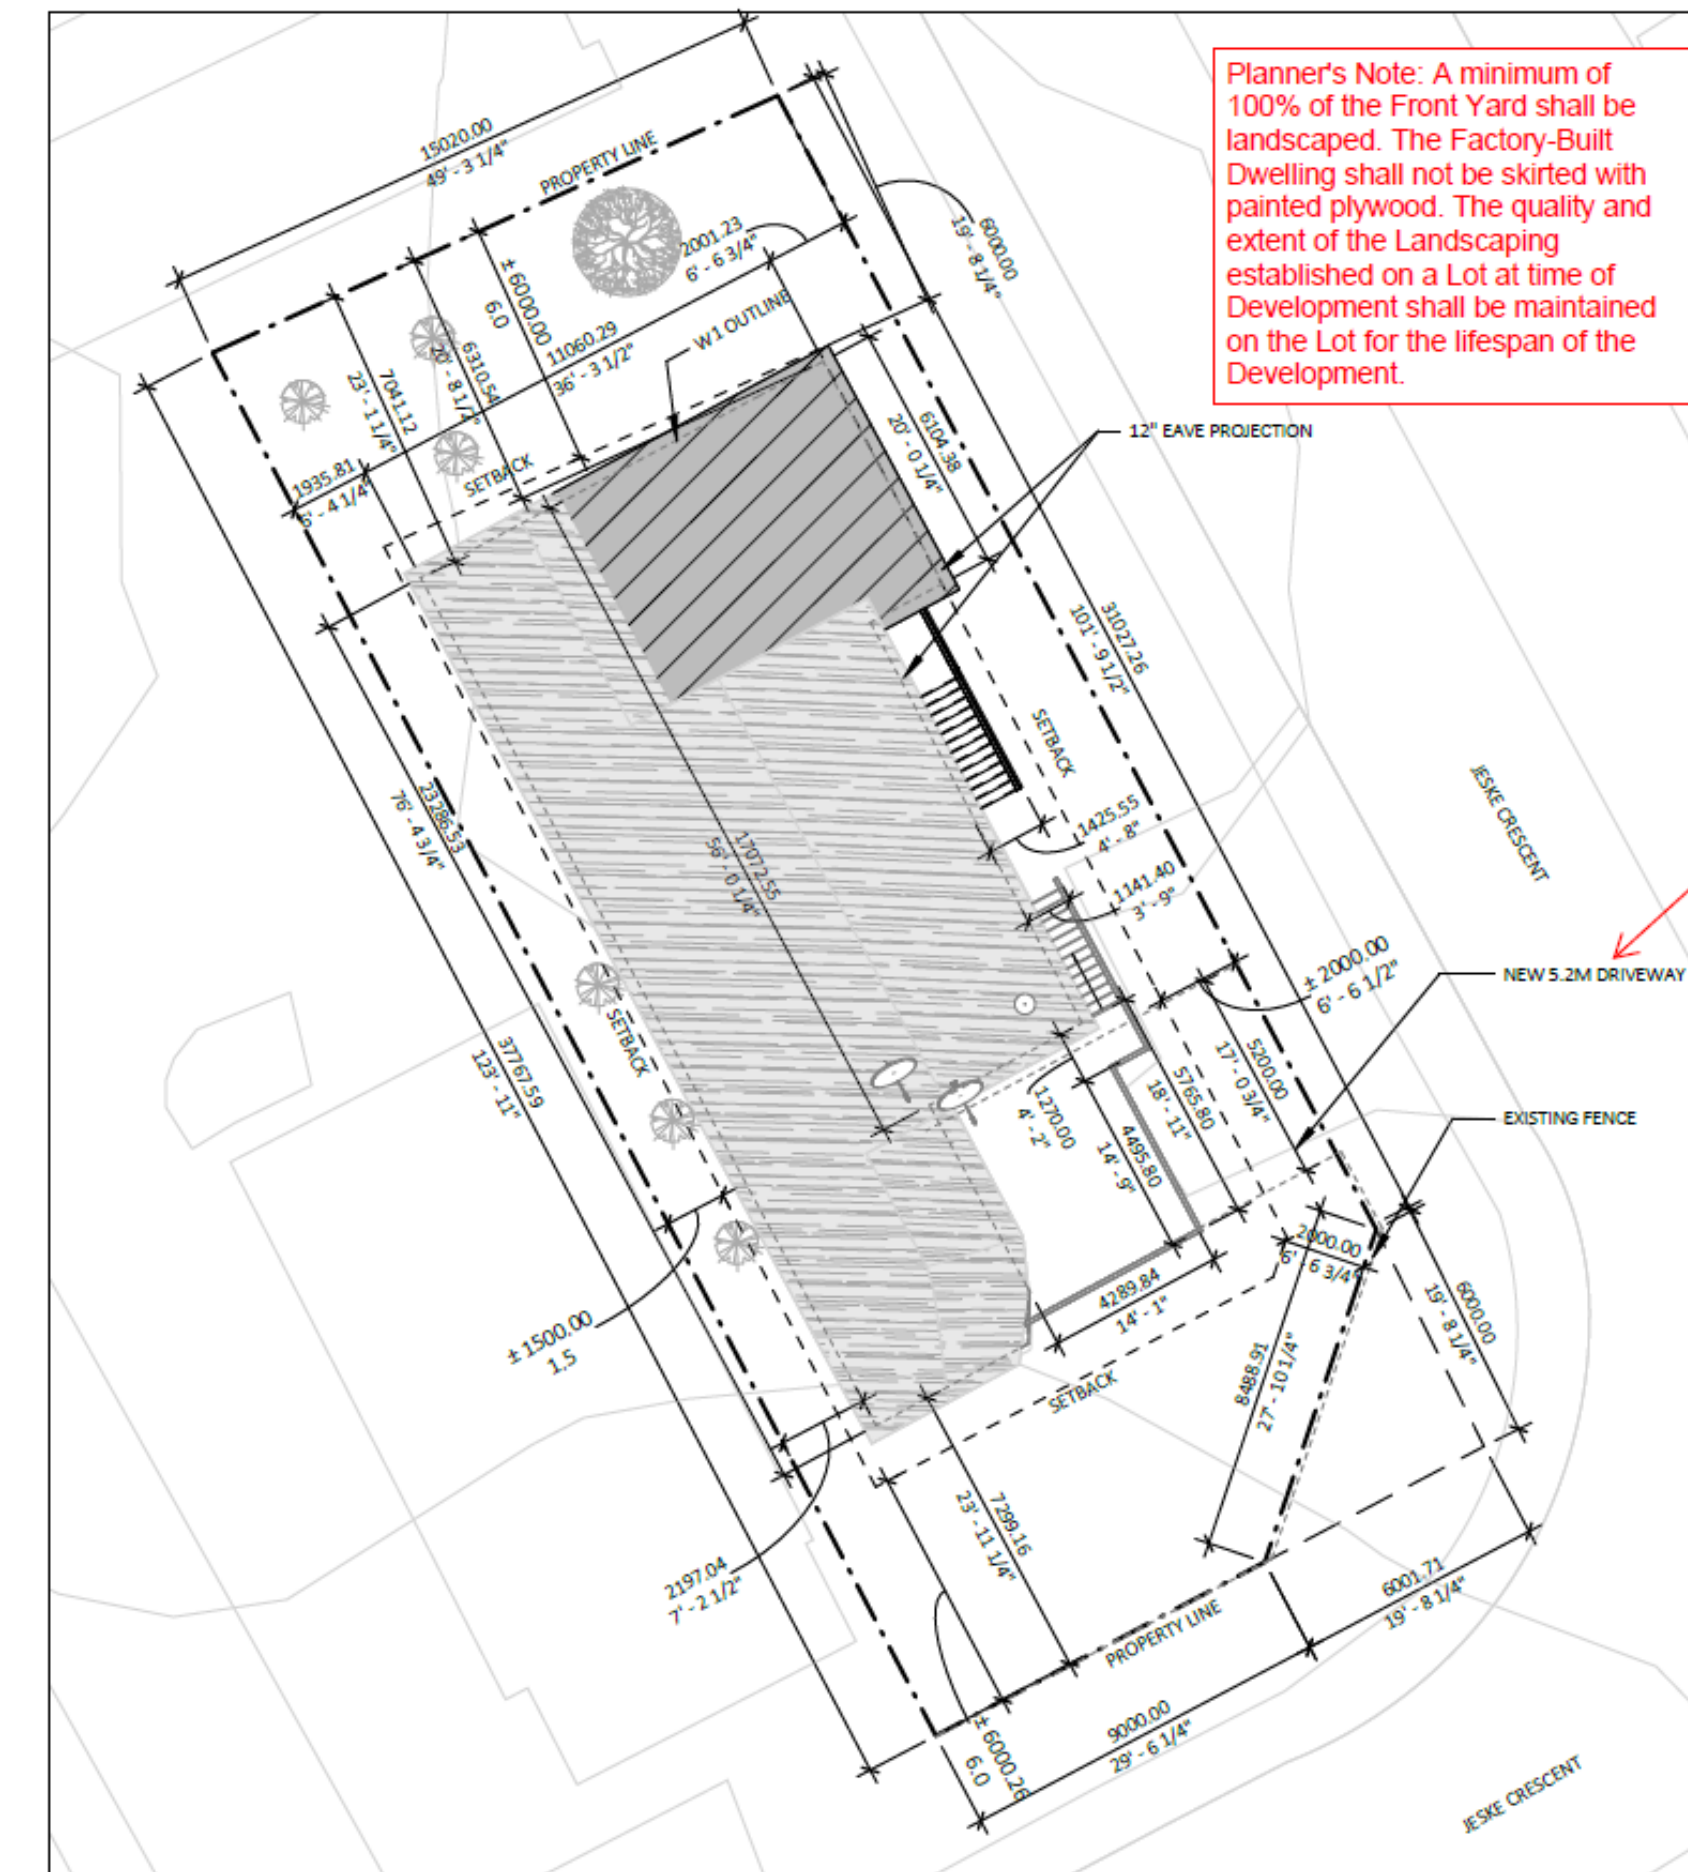 Planner's Note: A minimum of
100% of the Front Yard shall be
landscaped. The Factory-Built
Dwelling shall not be skirted with
painted plywood. The quality and
extent of the Landscaping
established on a Lot at time of
Development shall be maintained
on the Lot for the lifespan of the
Development.
15020.00
49' - 3 1/4"
PROPERTY LINE
2001.23
6' - 6 3/4"
6000.00
19' - 8 1/4"
± 6000.00
6.0
11060.29
36' - 3 1/2"
W1 OUTLINE
6310.54
20' - 8 1/2"
7041.12
23' - 1 1/4"
1935.81
6' - 4 1/4"
SETBACK
6104.38
20' - 0 1/4"
12" EAVE PROJECTION
31027.26
101' - 9 1/2"
SETBACK
JESKE CRESCENT
23286.53
76' - 4 3/4"
17072.55
56' - 0 1/4"
1425.55
4' - 8"
1141.40
3' - 9"
± 2000.00
6' - 6 1/2"
NEW 5.2M DRIVEWAY
SETBACK
37767.59
123' - 11"
5200.00
17' - 0 3/4"
5765.80
18' - 11"
1270.00
4' - 2"
4495.80
14' - 9"
EXISTING FENCE
2000.00
6' - 6 3/4"
6000.00
19' - 8 1/4"
4289.84
14' - 1"
± 1500.00
1.5
8488.91
27' - 10 1/4"
SETBACK
7299.16
23' - 11 1/4"
2197.04
7' - 2 1/2"
6001.71
19' - 8 1/4"
PROPERTY LINE
± 6000.26
6.0
9000.00
29' - 6 1/4"
JESKE CRESCENT